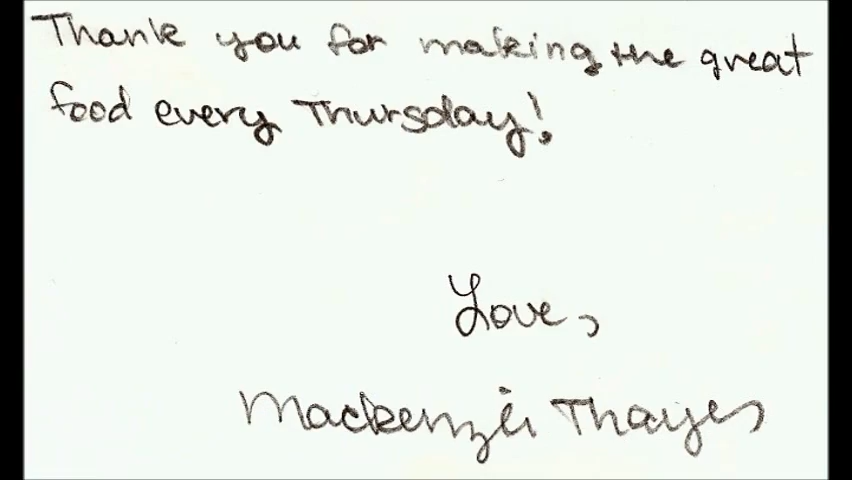 Thank you for making the great
food every Thursday!
Love,
Mackenzie Thayer